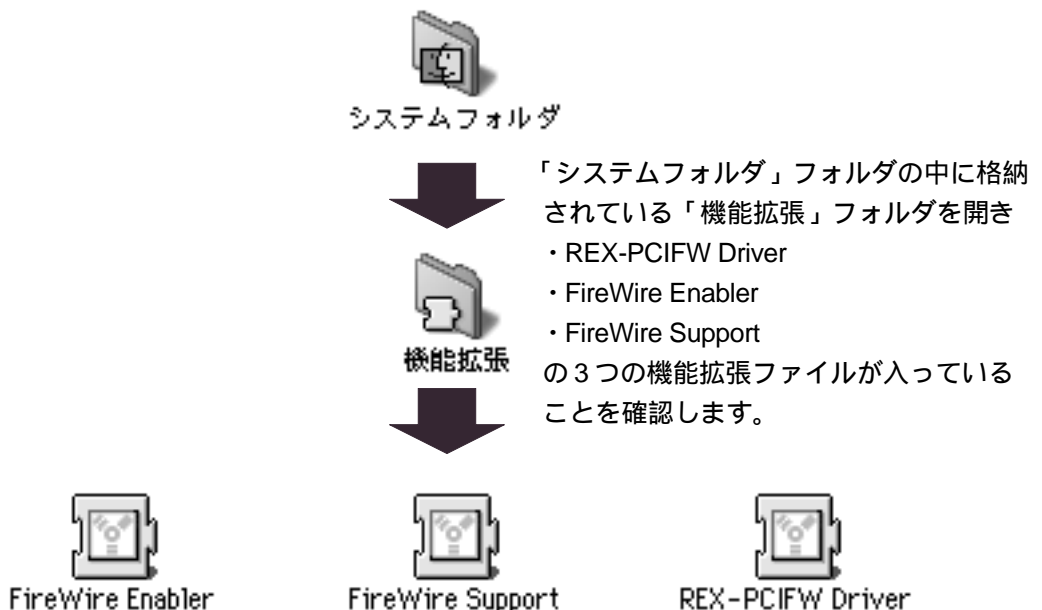 システムフォルダ
「システムフォルダ」フォルダの中に格納
されている「機能拡張」フォルダを開き
・REX-PCIFW Driver
・FireWire Enabler
・FireWire Support
の３つの機能拡張ファイルが入っている
ことを確認します。
機能拡張
FireWire Enabler
FireWire Support
REX-PCIFW Driver